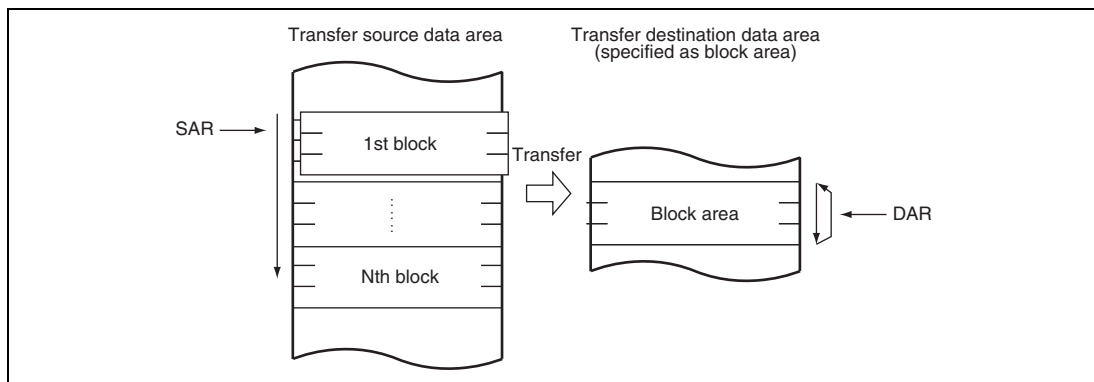 Transfer source data area
Transfer destination data area
(specified as block area)
SAR
1st block
Transfer
Block area
DAR
Nth block